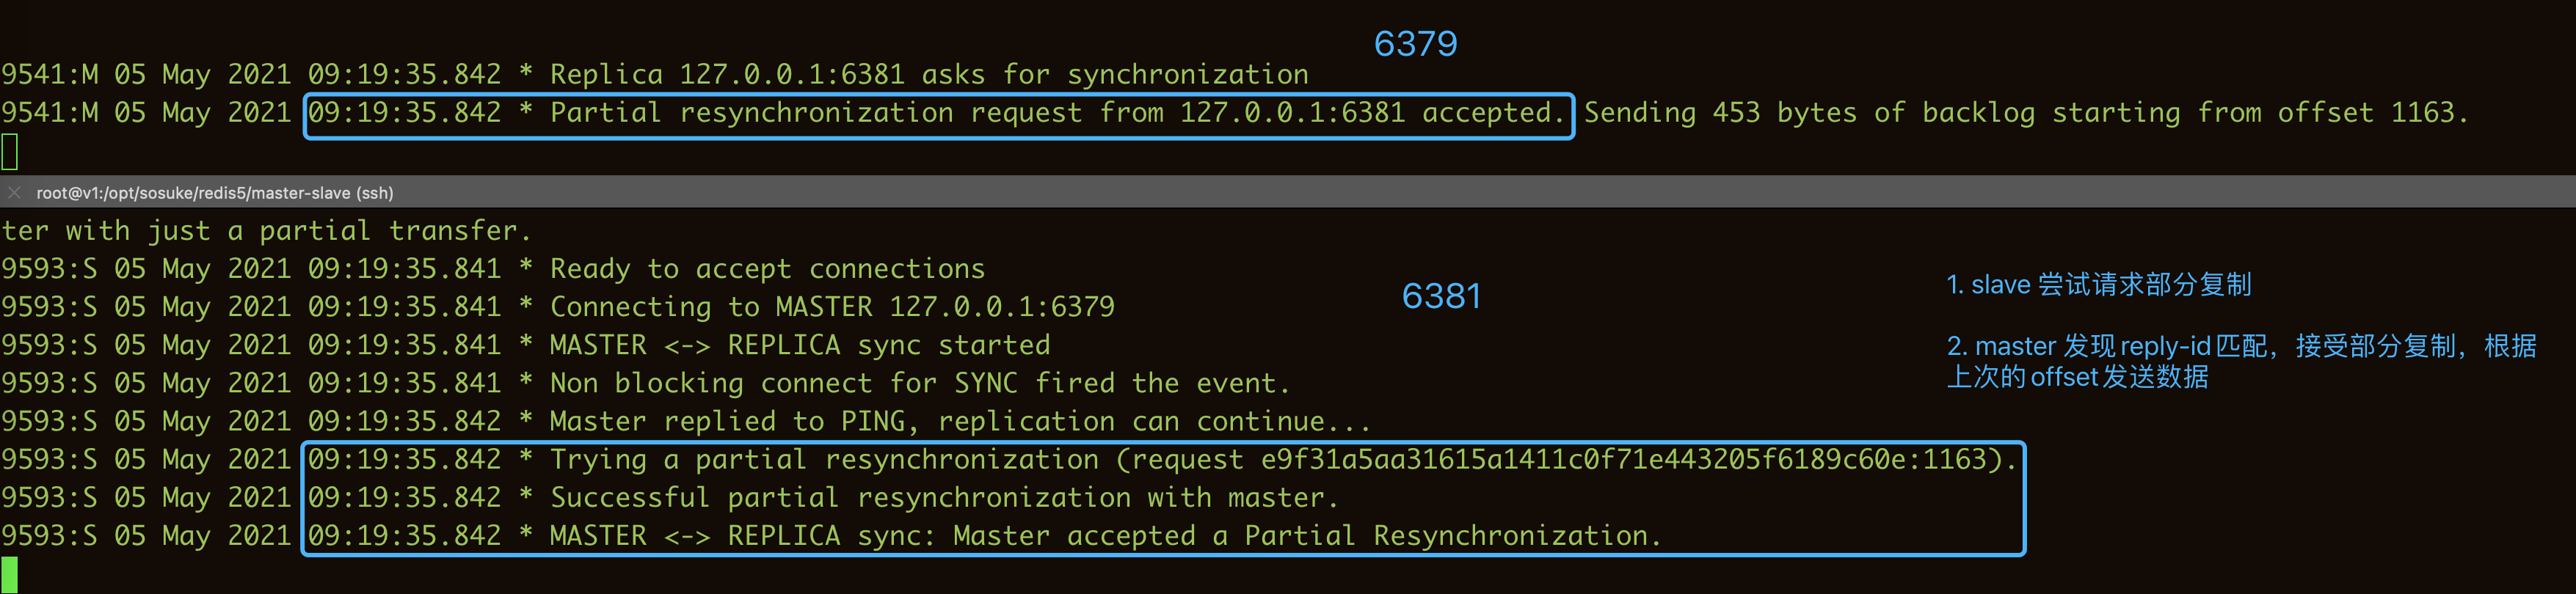 6379
9541:M 05 May 2021 09:19:35.842 * Replica 127.0.0.1:6381 asks for synchronization
9541:M 05 May 2021 09:19:35.842 * Partial resynchronization request from 127.0.0.1:6381 accepted. Sending 453 bytes of backlog starting from offset 1163.
root@v1:/opt/sosuke/redis5/master-slave (ssh)
ter with just a partial transfer.
9593:S 05 May 2021 09:19:35.841 * Ready to accept connections
9593:S 05 May 2021 09:19:35.841 * Connecting to MASTER 127.0.0.1:6379
9593:S 05 May 2021 09:19:35.841 * MASTER <-> REPLICA sync started
9593:S 05 May 2021 09:19:35.841 * Non blocking connect for SYNC fired the event.
9593:S 05 May 2021 09:19:35.842 * Master replied to PING, replication can continue...
9593:S 05 May 2021 09:19:35.842 * Trying a partial resynchronization (request e9f31a5aa31615a1411c0f71e443205f6189c60e:1163).
9593:S 05 May 2021 09:19:35.842 * Successful partial resynchronization with master.
9593:S 05 May 2021 09:19:35.842 * MASTER <-> REPLICA sync: Master accepted a Partial Resynchronization.
6381
1. slave 尝试请求部分复制
2. master 发现 reply-id 匹配，接受部分复制，根据
上次的 offset 发送数据